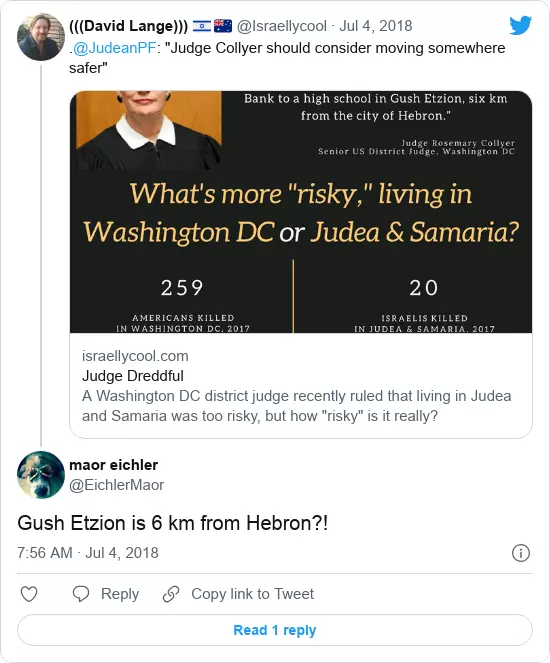 (((David Lange))) 🇮🇱 🇦🇺 @Israellycool · Jul 4, 2018
.@JudeanPF: "Judge Collyer should consider moving somewhere
safer"
Bank to a high school in Gush Etzion, six km
from the city of Hebron."
Judge Rosemary Collyer
Senior US District Judge, Washington DC
What's more "risky," living in
Washington DC or Judea & Samaria?
259
AMERICANS KILLED
IN WASHINGTON DC, 2017
20
ISRAELIS KILLED
IN JUDEA & SAMARIA, 2017
israellycool.com
Judge Dreddful
A Washington DC district judge recently ruled that living in Judea
and Samaria was too risky, but how "risky" is it really?
maor eichler
@EichlerMaor
Gush Etzion is 6 km from Hebron?!
7:56 AM · Jul 4, 2018
Reply
Copy link to Tweet
Read 1 reply